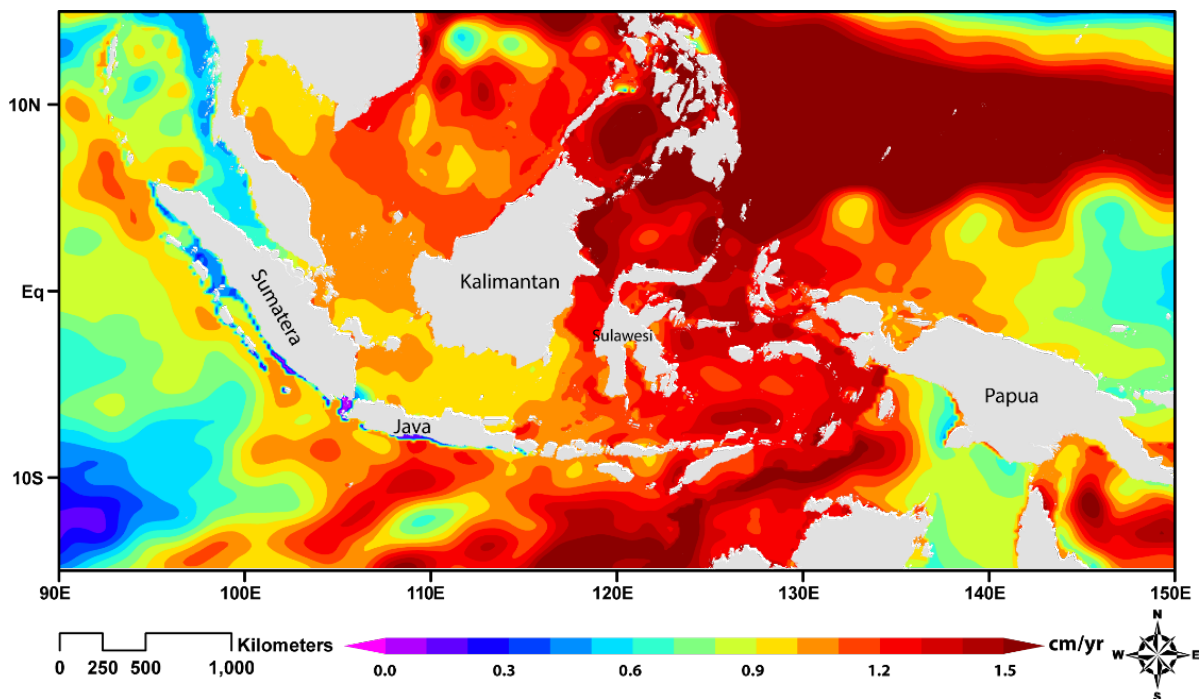 10N
Eq
10S
Sumatera
Kalimantan
Sulawesi
Java
Papua
90E 100E 110E 120E 130E 140E 150E
Kilometers
0 250 500 1,000
0.0 0.3 0.6 0.9 1.2 1.5
cm/yr
N
W E
S